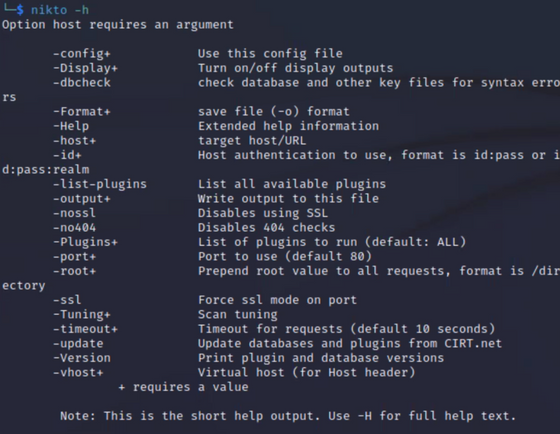 └─$ nikto -h
Option host requires an argument
-config+ Use this config file
-Display+ Turn on/off display outputs
-dbcheck check database and other key files for syntax erro
rs
-Format+ save file (-o) format
-Help Extended help information
-host+ target host/URL
-id+ Host authentication to use, format is id:pass or i
d:pass:realm
-list-plugins List all available plugins
-output+ Write output to this file
-nossl Disables using SSL
-no404 Disables 404 checks
-Plugins+ List of plugins to run (default: ALL)
-port+ Port to use (default 80)
-root+ Prepend root value to all requests, format is /dir
ectory
-ssl Force ssl mode on port
-Tuning+ Scan tuning
-timeout+ Timeout for requests (default 10 seconds)
-update Update databases and plugins from CIRT.net
-Version Print plugin and database versions
-vhost+ Virtual host (for Host header)
+ requires a value
Note: This is the short help output. Use -H for full help text.